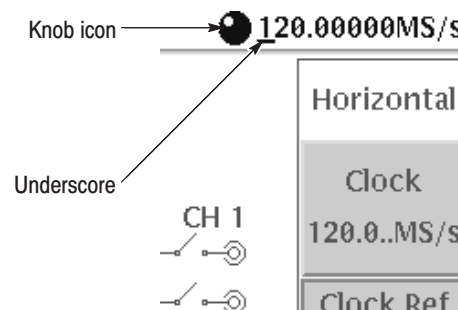 Knob icon
120.00000MS/s
Horizontal
Underscore
Clock
CH 1
120.0..MS/s
Clock Ref